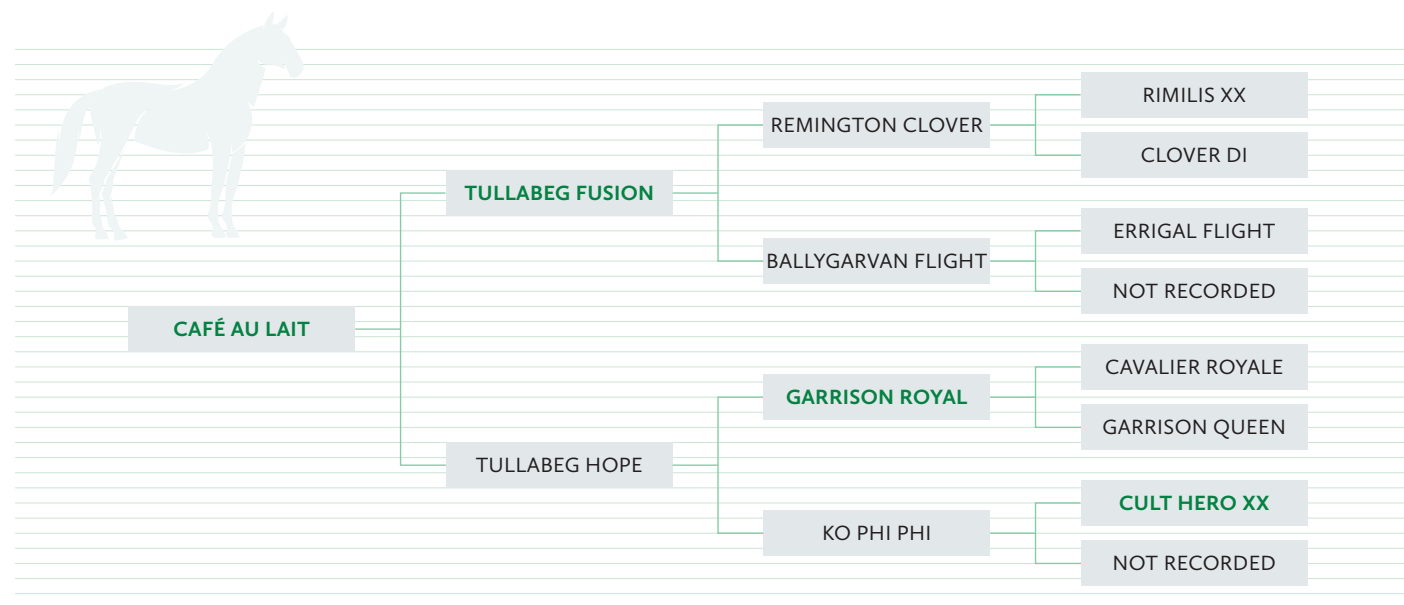 RIMILIS XX
REMINGTON CLOVER
CLOVER DI
TULLABEG FUSION
ERRIGAL FLIGHT
BALLYGARVAN FLIGHT
NOT RECORDED
CAFÉ AU LAIT
CAVALIER ROYALE
GARRISON ROYAL
GARRISON QUEEN
TULLABEG HOPE
CULT HERO XX
KO PHI PHI
NOT RECORDED